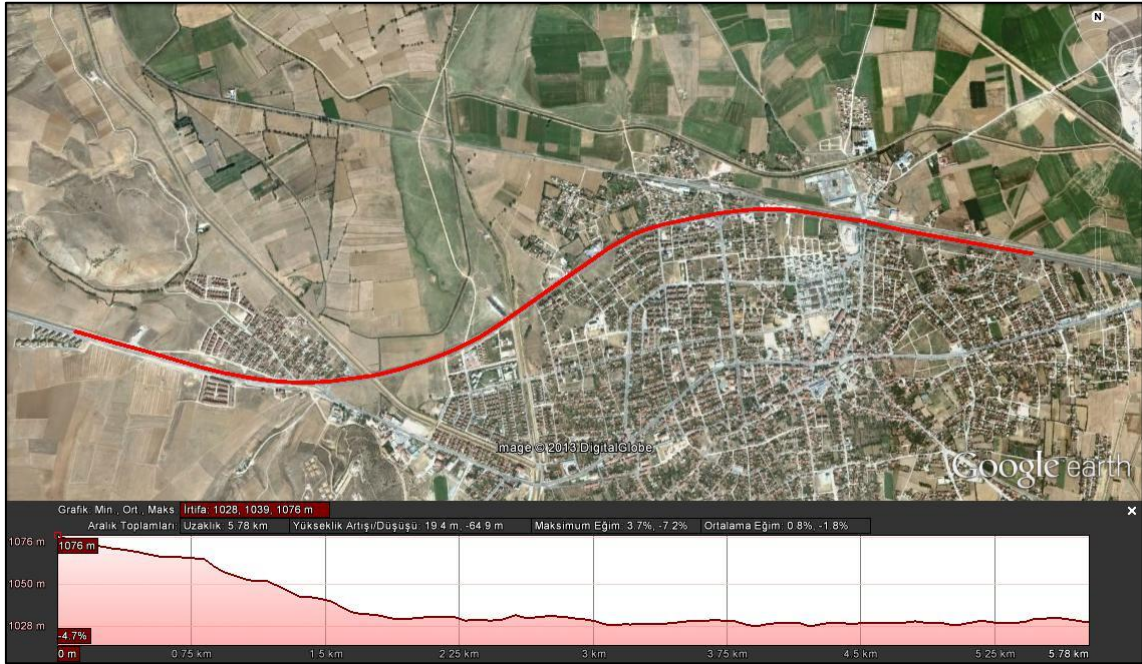 N
Image © 2013 DigitalGlobe
Google earth
Grafik: Min., Ort., Maks. İrtifa: 1028, 1039, 1076 m
Aralık Toplamları: Uzaklık: 5.78 km Yükseklik Artışı/Düşüşü: 19.4 m, -64.9 m Maksimum Eğim: 3.7%, -7.2% Ortalama Eğim: 0.8%, -1.8%
1076 m
1076 m
1050 m
1028 m
-4.7%
0 m 0.75 km 1.5 km 2.25 km 3 km 3.75 km 4.5 km 5.25 km 5.78 km